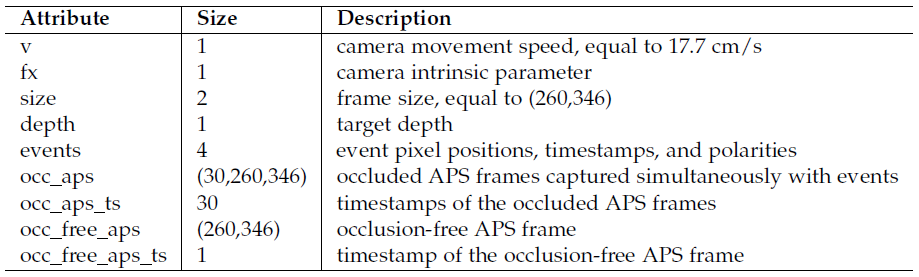 Attribute Size Description
v 1 camera movement speed, equal to 17.7 cm/s
fx 1 camera intrinsic parameter
size 2 frame size, equal to (260,346)
depth 1 target depth
events 4 event pixel positions, timestamps, and polarities
occ_aps (30,260,346) occluded APS frames captured simultaneously with events
occ_aps_ts 30 timestamps of the occluded APS frames
occ_free_aps (260,346) occlusion-free APS frame
occ_free_aps_ts 1 timestamp of the occlusion-free APS frame